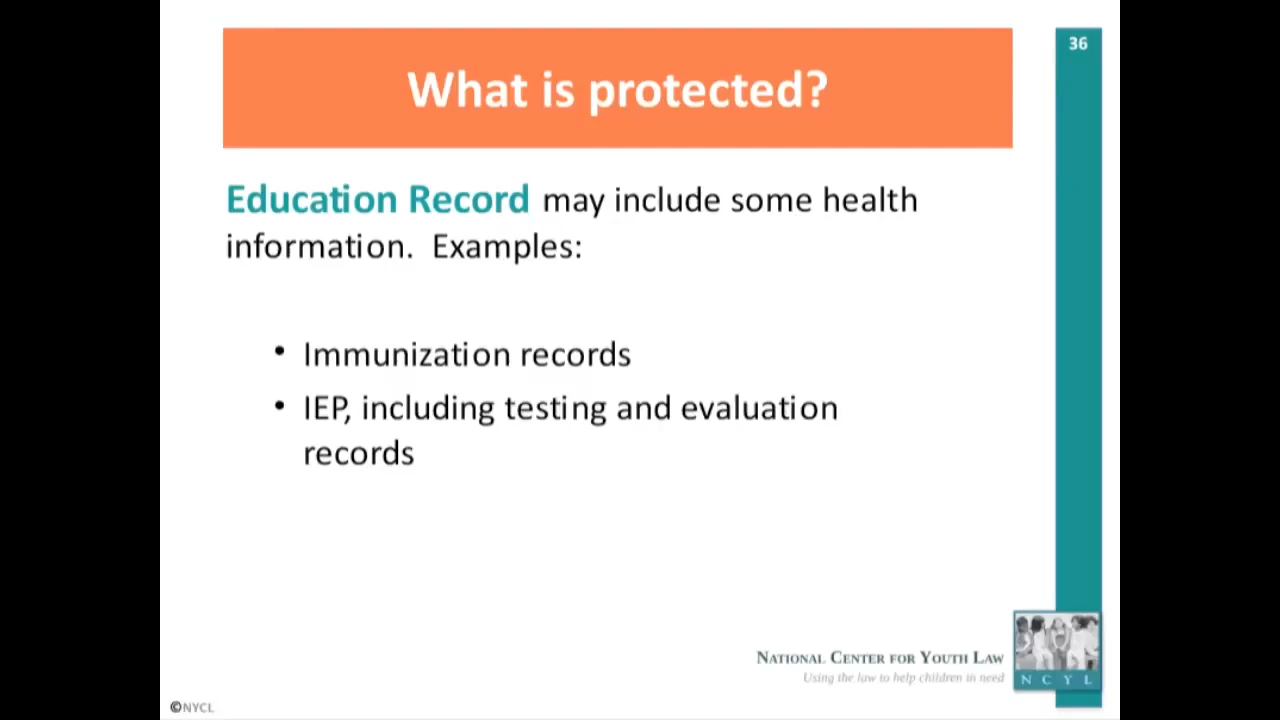 36
What is protected?
Education Record may include some health
information.  Examples:
• Immunization records
• IEP, including testing and evaluation
records
NATIONAL CENTER FOR YOUTH LAW
Using the law to help children in need
N C Y L
©NYCL